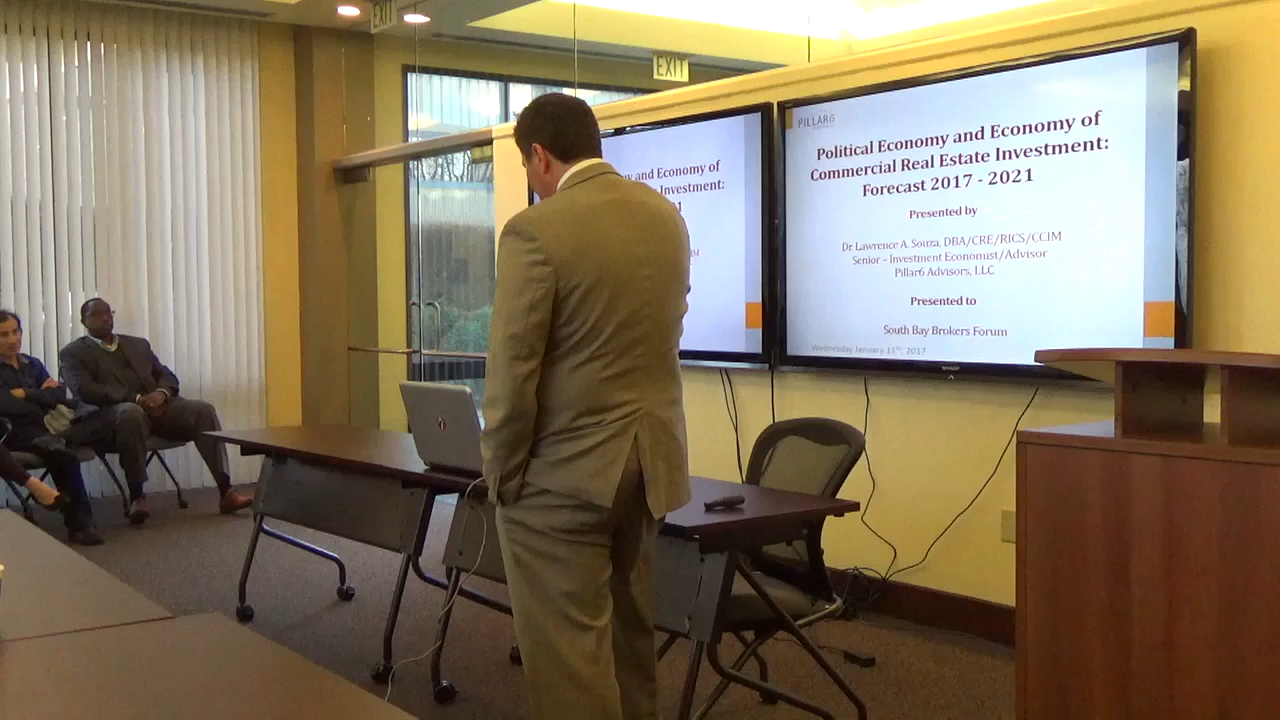 EXIT
EXIT
my and Economy of
Investment:
PILLAR6
Political Economy and Economy of
Commercial Real Estate Investment:
Forecast 2017 - 2021
Presented by
Dr Lawrence A. Souza, DBA/CRE/RICS/CCIM
Senior – Investment Economist/Advisor
Pillar6 Advisors, LLC
Presented to
South Bay Brokers Forum
Wednesday January 11th, 2017
SHARP